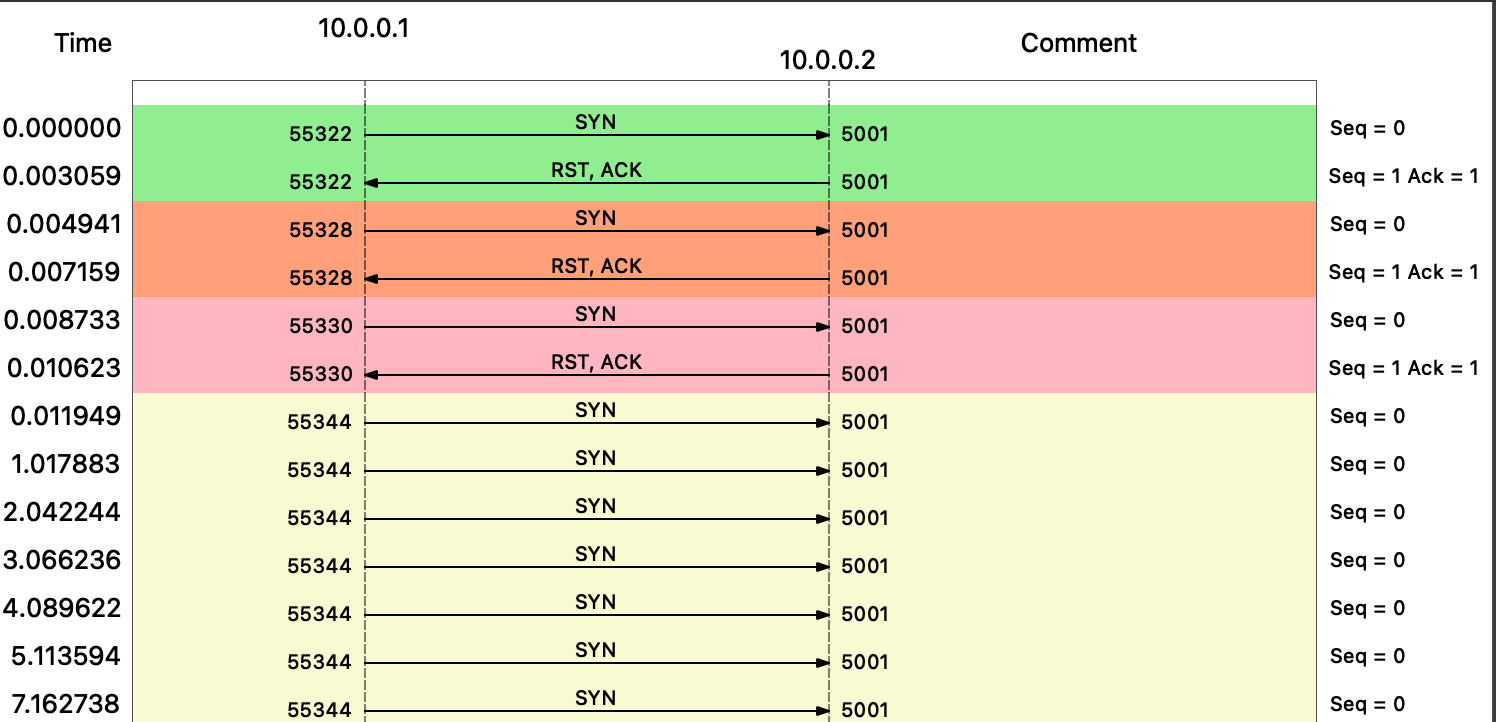 10.0.0.1
Time Comment
10.0.0.2
SYN
0.000000 55322 5001 Seq = 0
RST, ACK
0.003059 55322 5001 Seq = 1 Ack = 1
SYN
0.004941 55328 5001 Seq = 0
RST, ACK
0.007159 55328 5001 Seq = 1 Ack = 1
SYN
0.008733 55330 5001 Seq = 0
RST, ACK
0.010623 55330 5001 Seq = 1 Ack = 1
SYN
0.011949 55344 5001 Seq = 0
SYN
1.017883 55344 5001 Seq = 0
SYN
2.042244 55344 5001 Seq = 0
SYN
3.066236 55344 5001 Seq = 0
SYN
4.089622 55344 5001 Seq = 0
SYN
5.113594 55344 5001 Seq = 0
SYN
7.162738 55344 5001 Seq = 0